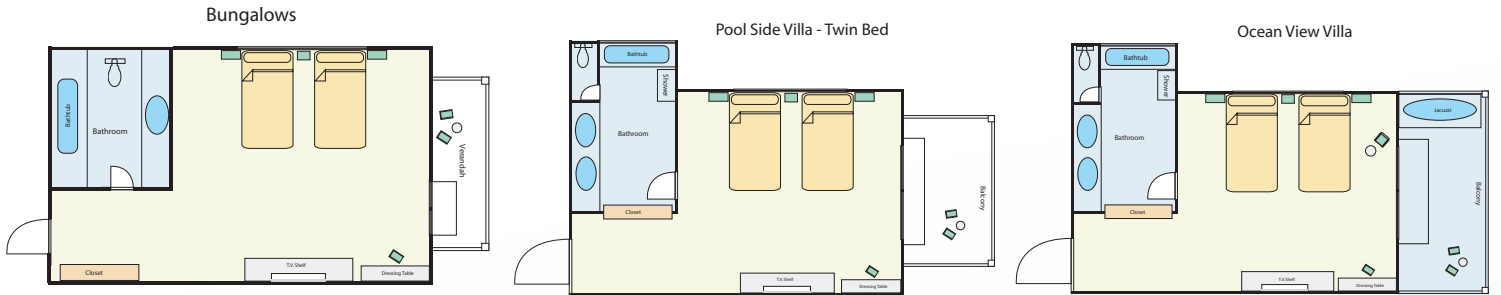 Bungalows
Bathtub
Bathroom
Verandah
Closet
T.V. Shelf
Dressing Table
Pool Side Villa - Twin Bed
Bathtub
Shower
Bathroom
Closet
Balcony
T.V. Shelf
Dressing Table
Ocean View Villa
Bathtub
Shower
Jacuzzi
Bathroom
Closet
Balcony
T.V. Shelf
Dressing Table